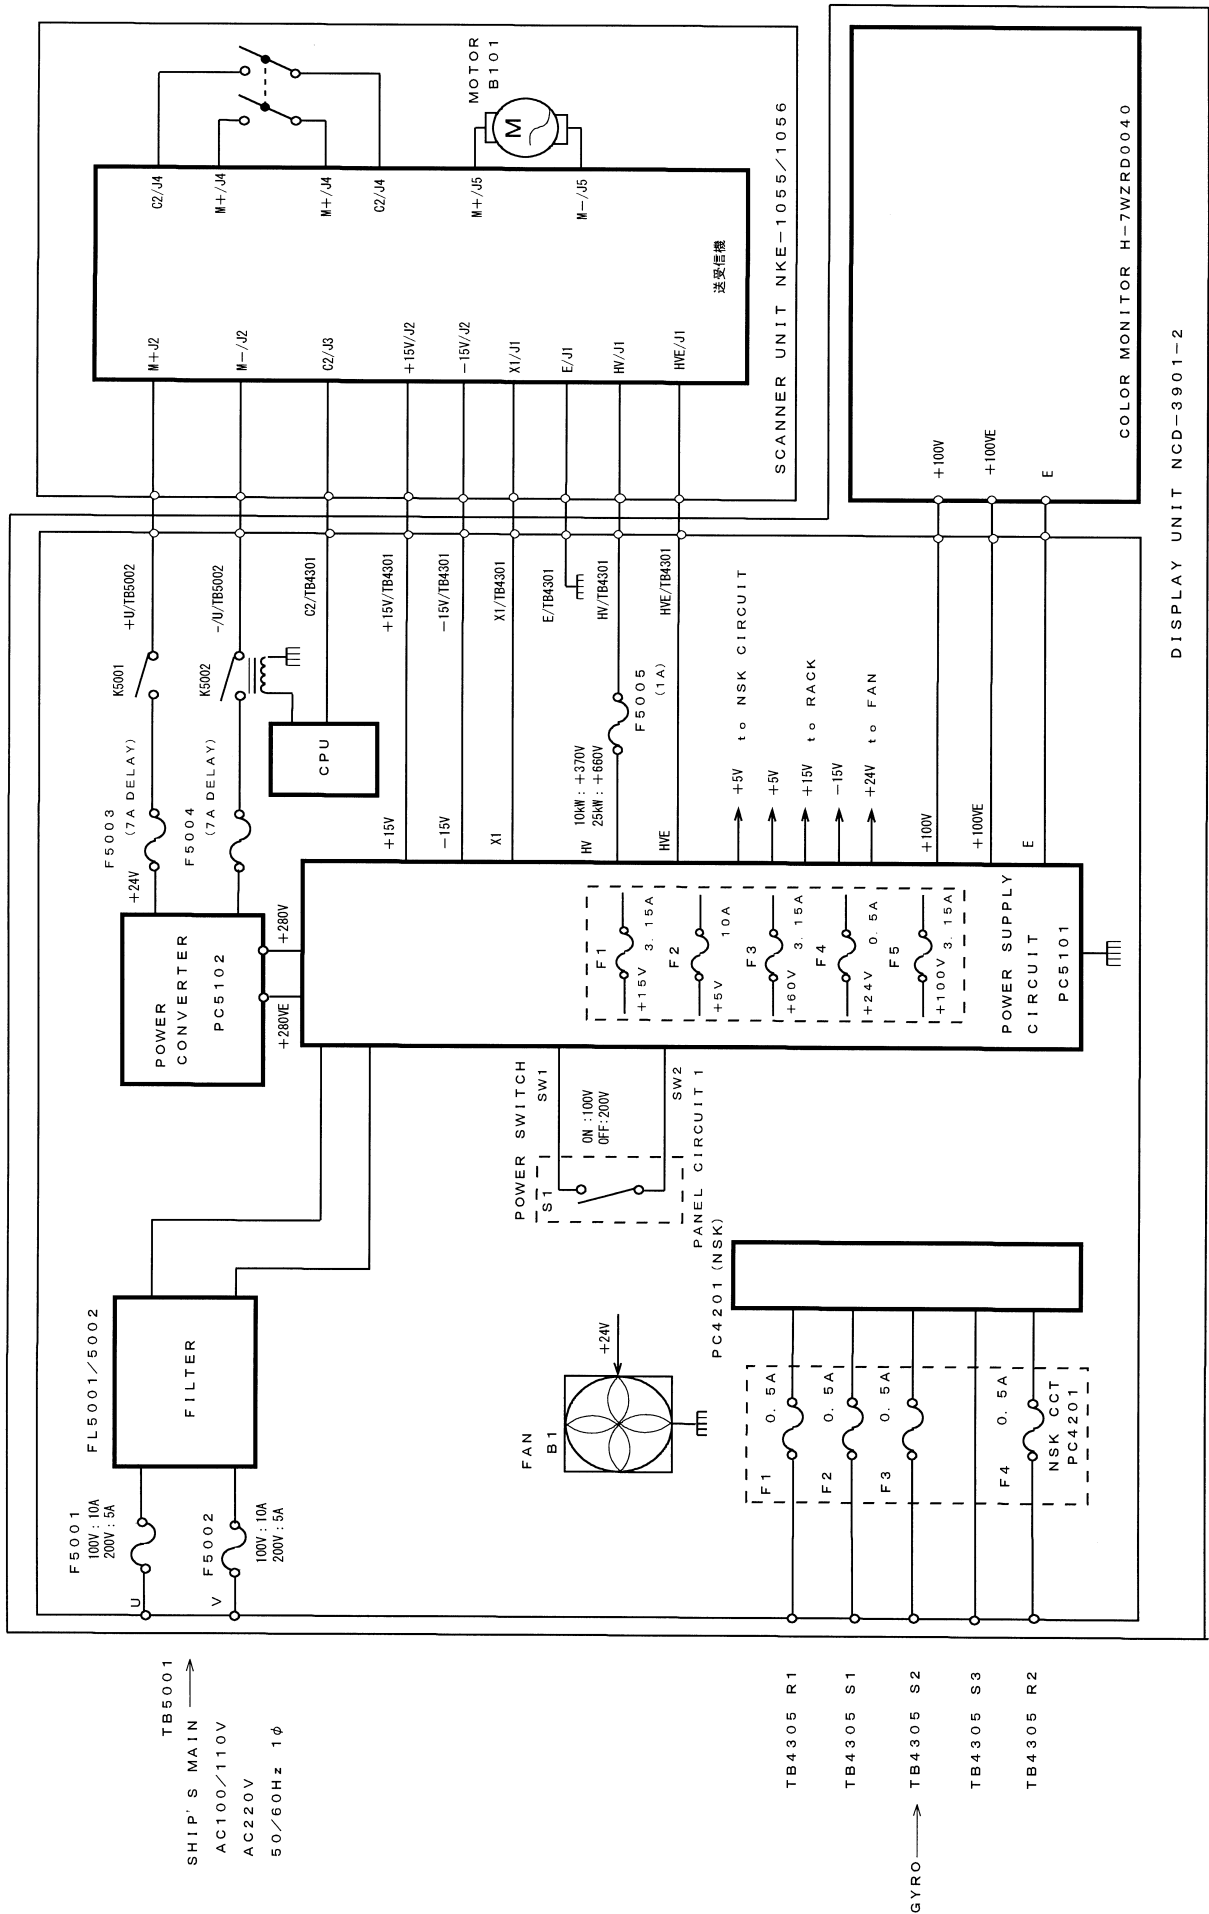 TB5001
SHIP'S MAIN
AC100/110V
AC220V
50/60Hz 1φ
U
V
F5001
100V:10A
200V:5A
F5002
100V:10A
200V:5A
FL5001/5002
FILTER
POWER
CONVERTER
PC5102
+280VE
+280V
+24V
F5003
(7A DELAY)
F5004
(7A DELAY)
K5001
K5002
CPU
+U/TB5002
-/U/TB5002
C2/TB4301
+15V/TB4301
-15V/TB4301
X1/TB4301
E/TB4301
HV/TB4301
HVE/TB4301
+15V
-15V
X1
HV
10kW:+370V
25kW:+660V
HVE
F5005
(1A)
+5V to NSK CIRCUIT
+5V
+15V to RACK
-15V
+24V to FAN
+100V
+100VE
E
F1
+15V 3.15A
F2
+5V 10A
F3
+60V 3.15A
F4
+24V 0.5A
F5
+100V 3.15A
POWER SUPPLY
CIRCUIT
PC5101
POWER SWITCH
S1
SW1
ON :100V
OFF:200V
SW2
PANEL CIRCUIT 1
FAN
B1
+24V
PC4201(NSK)
F1 0.5A
F2 0.5A
F3 0.5A
F4 0.5A
NSK CCT
PC4201
TB4305 R1
TB4305 S1
GYRO TB4305 S2
TB4305 S3
TB4305 R2
M+J2
M-/J2
C2/J3
+15V/J2
-15V/J2
X1/J1
E/J1
HV/J1
HVE/J1
C2/J4
M+/J4
M+/J4
C2/J4
M+/J5
M-/J5
MOTOR
B101
M
送受信機
SCANNER UNIT NKE-1055/1056
+100V
+100VE
E
COLOR MONITOR H-7WZRD0040
DISPLAY UNIT NCD-3901-2